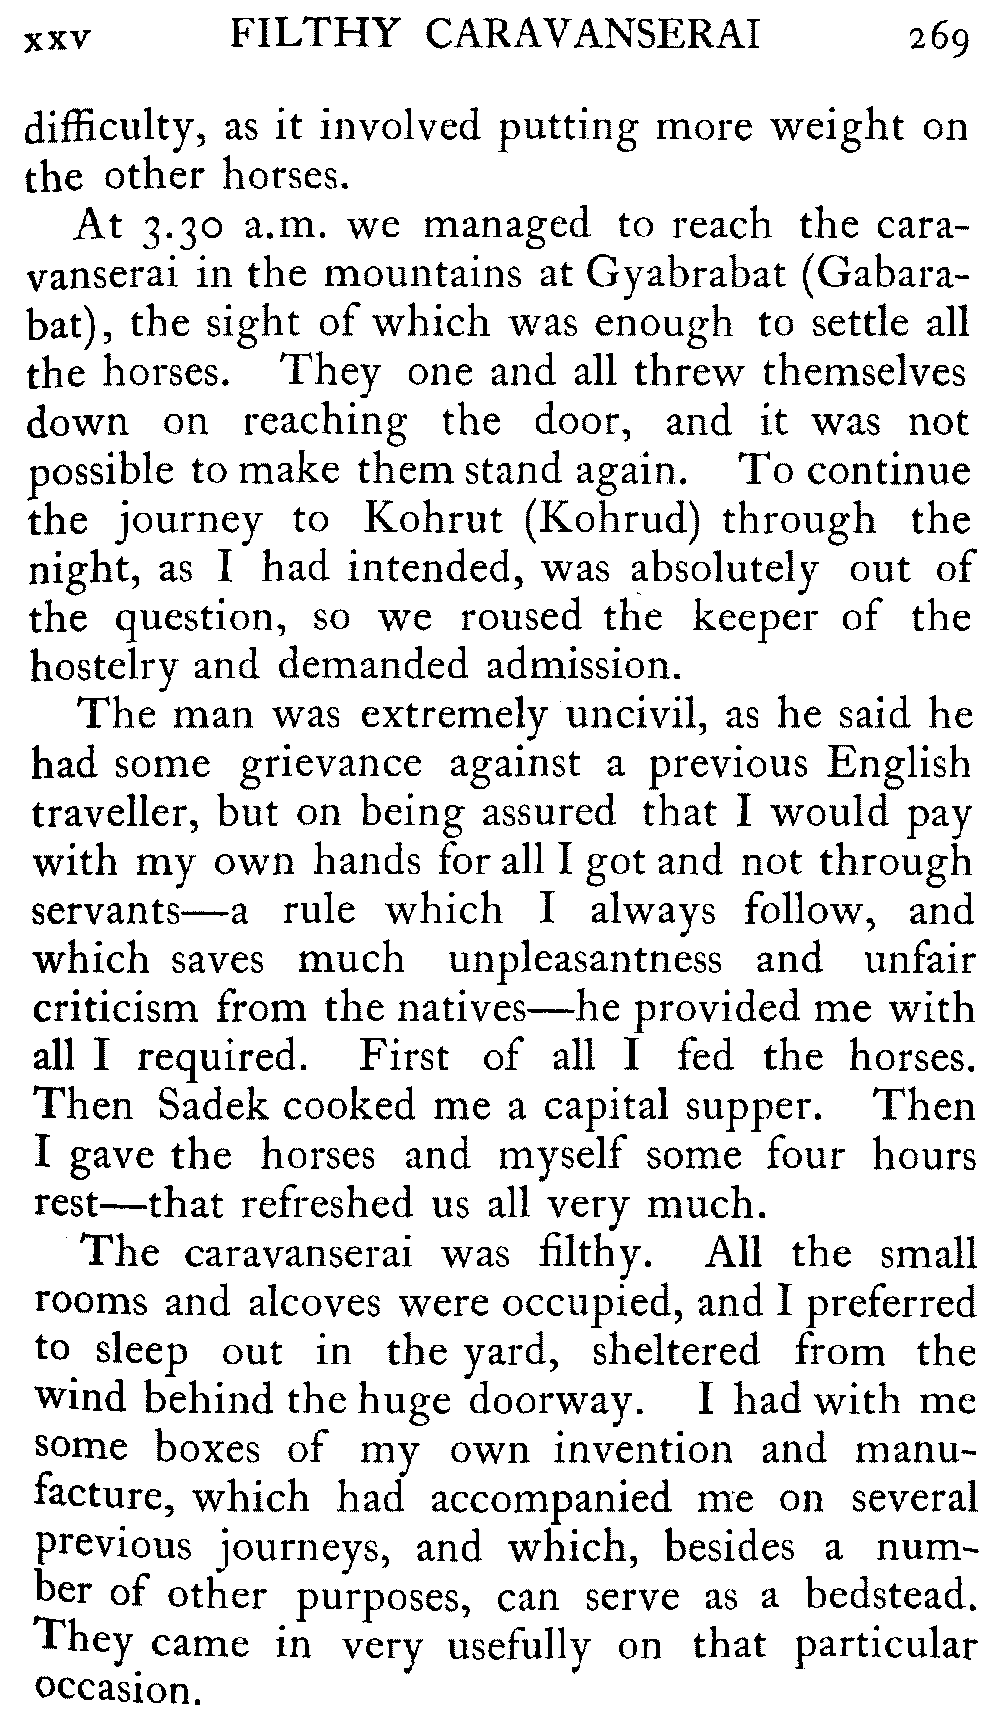 xxv FILTHY CARAVANSERAI 269
difficulty, as it involved putting more weight on
the other horses.
At 3.30 a.m. we managed to reach the cara-
vanserai in the mountains at Gyabrabat (Gabara-
bat), the sight of which was enough to settle all
the horses. They one and all threw themselves
down on reaching the door, and it was not
possible to make them stand again. To continue
the journey to Kohrut (Kohrud) through the
night, as I had intended, was absolutely out of
the question, so we roused the keeper of the
hostelry and demanded admission.
The man was extremely uncivil, as he said he
had some grievance against a previous English
traveller, but on being assured that I would pay
with my own hands for all I got and not through
servants—a rule which I always follow, and
which saves much unpleasantness and unfair
criticism from the natives—he provided me with
all I required. First of all I fed the horses.
Then Sadek cooked me a capital supper. Then
I gave the horses and myself some four hours
rest—that refreshed us all very much.
The caravanserai was filthy. All the small
rooms and alcoves were occupied, and I preferred
to sleep out in the yard, sheltered from the
wind behind the huge doorway. I had with me
some boxes of my own invention and manu-
facture, which had accompanied me on several
previous journeys, and which, besides a num-
ber of other purposes, can serve as a bedstead.
They came in very usefully on that particular
occasion.